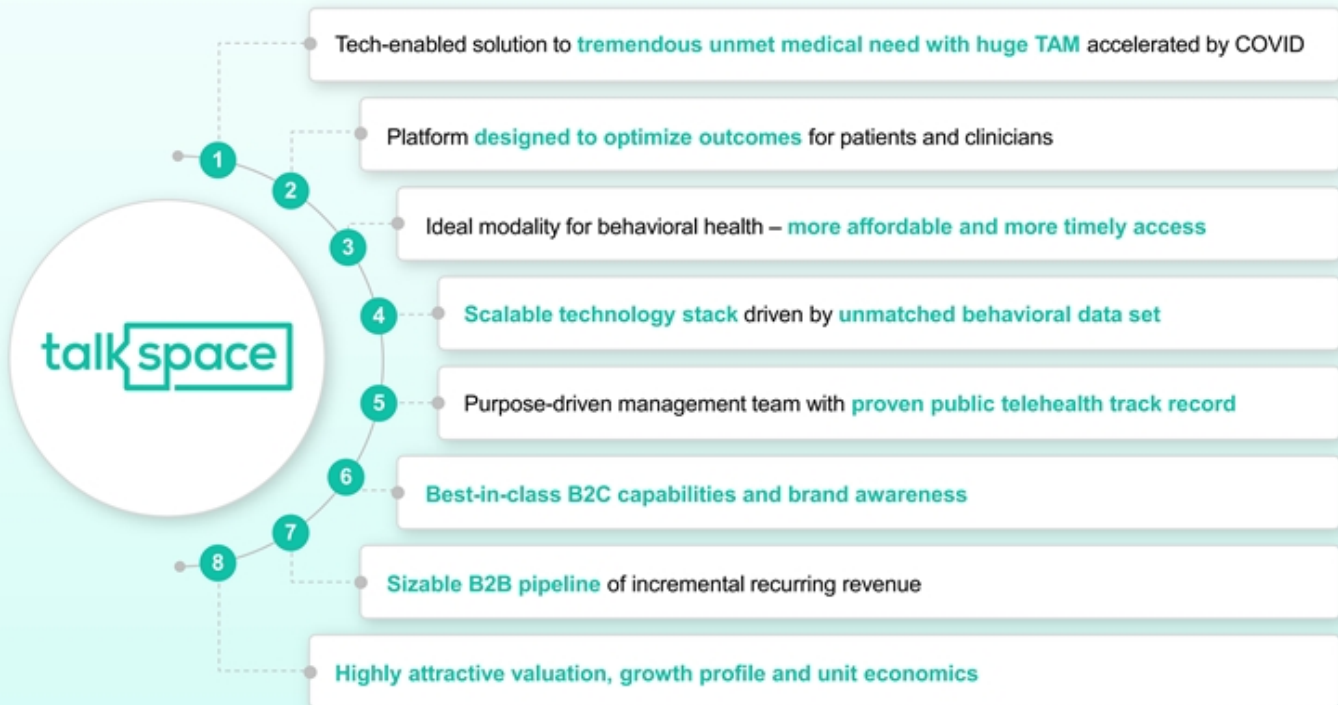 Tech-enabled solution to tremendous unmet medical need with huge TAM accelerated by COVID
1
Platform designed to optimize outcomes for patients and clinicians
2
Ideal modality for behavioral health – more affordable and more timely access
3
Scalable technology stack driven by unmatched behavioral data set
4
talkspace
Purpose-driven management team with proven public telehealth track record
5
Best-in-class B2C capabilities and brand awareness
6
Sizable B2B pipeline of incremental recurring revenue
7
Highly attractive valuation, growth profile and unit economics
8